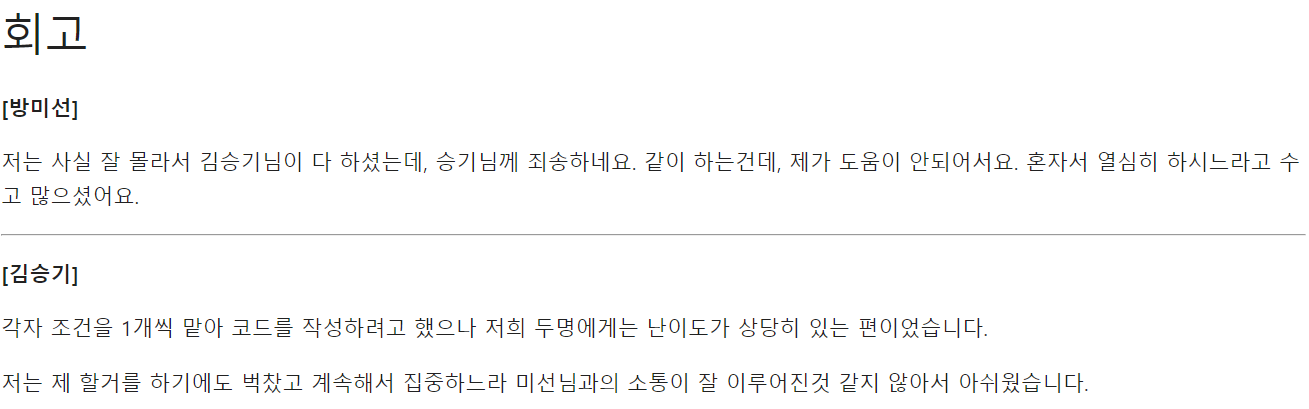 회고
[방미선]
저는 사실 잘 몰라서 김승기님이 다 하셨는데, 승기님께 죄송하네요. 같이 하는건데, 제가 도움이 안되어서요. 혼자서 열심히 하시느라고 수
고 많으셨어요.
[김승기]
각자 조건을 1개씩 맡아 코드를 작성하려고 했으나 저희 두명에게는 난이도가 상당히 있는 편이었습니다.
저는 제 할거를 하기에도 벅찼고 계속해서 집중하느라 미선님과의 소통이 잘 이루어진것 같지 않아서 아쉬웠습니다.